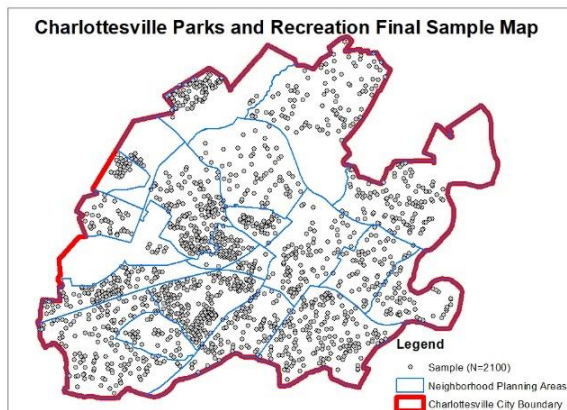 Charlottesville Parks and Recreation Final Sample Map
Legend
Sample (N=2100)
Neighborhood Planning Areas
Charlottesville City Boundary